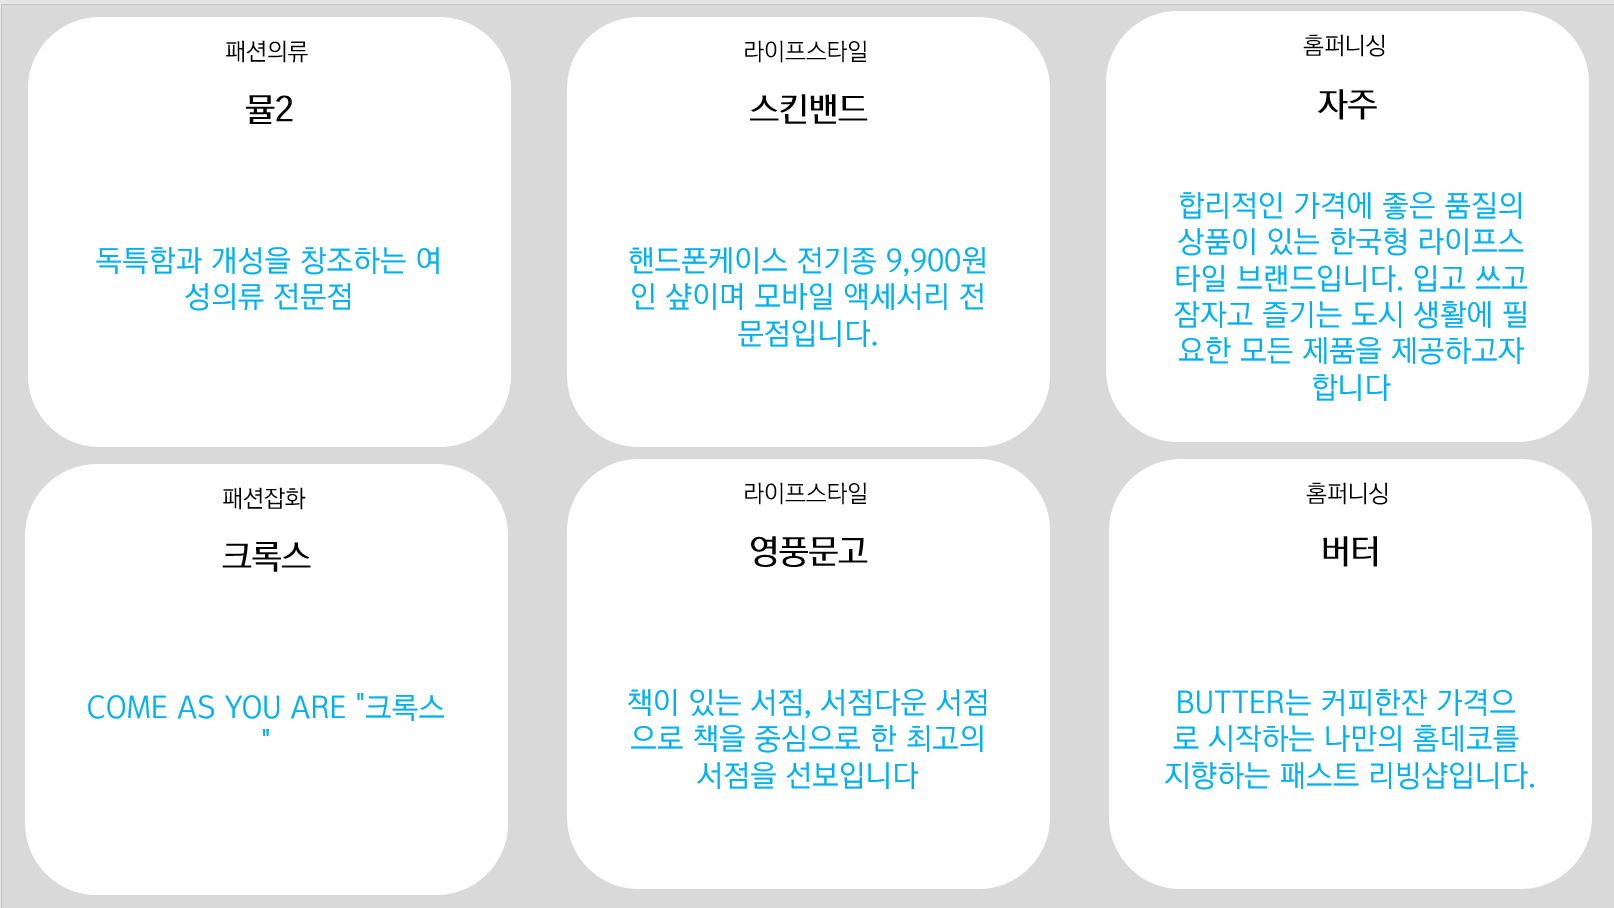 패션의류
뮬2
독특함과 개성을 창조하는 여
성의류 전문점
라이프스타일
스킨밴드
핸드폰케이스 전기종 9,900원
인 샾이며 모바일 액세서리 전
문점입니다.
홈퍼니싱
자주
합리적인 가격에 좋은 품질의
상품이 있는 한국형 라이프스
타일 브랜드입니다. 입고 쓰고
잠자고 즐기는 도시 생활에 필
요한 모든 제품을 제공하고자
합니다
패션잡화
크록스
COME AS YOU ARE "크록스
"
라이프스타일
영풍문고
책이 있는 서점, 서점다운 서점
으로 책을 중심으로 한 최고의
서점을 선보입니다
홈퍼니싱
버터
BUTTER는 커피한잔 가격으
로 시작하는 나만의 홈데코를
지향하는 패스트 리빙샵입니다.